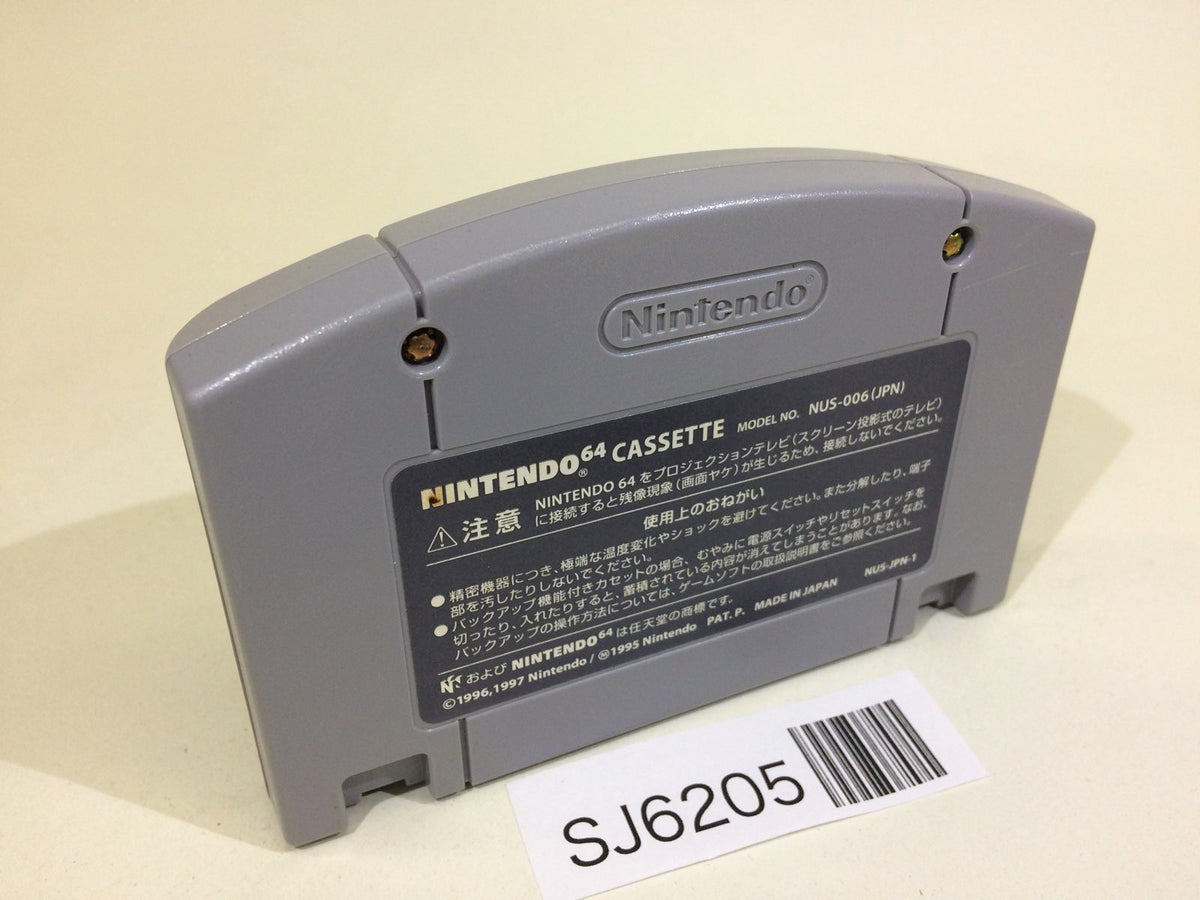 Nintendo®
NINTENDO64® CASSETTE MODEL NO. NUS-006(JPN)
注意 NINTENDO 64 をプロジェクションテレビ(スクリーン投影式のテレビ)
に接続すると残像現象(画面ヤケ)が生じるため、接続しないでください。
使用上のおねがい
●精密機器につき、極端な温度変化やショックを避けてください。また分解したり、端子
部を汚したりしないでください。
●バックアップ機能付きカセットの場合、むやみに電源スイッチやリセットスイッチを
切ったり、入れたりすると、蓄積されている内容が消えてしまうことがあります。なお、
バックアップの操作方法については、ゲームソフトの取扱説明書をご参照ください。
および NINTENDO64 は任天堂の商標です。
©1996,1997 Nintendo / Ⓜ1995 Nintendo PAT. P. MADE IN JAPAN NUS-JPN-1
SJ6205